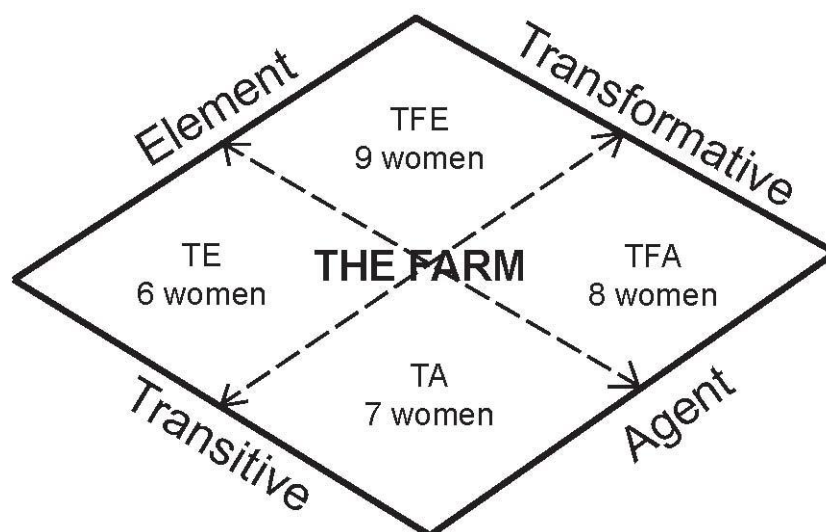 Element
Transformative
TFE
9 women
TE
6 women
THE FARM
TFA
8 women
TA
7 women
Transitive
Agent